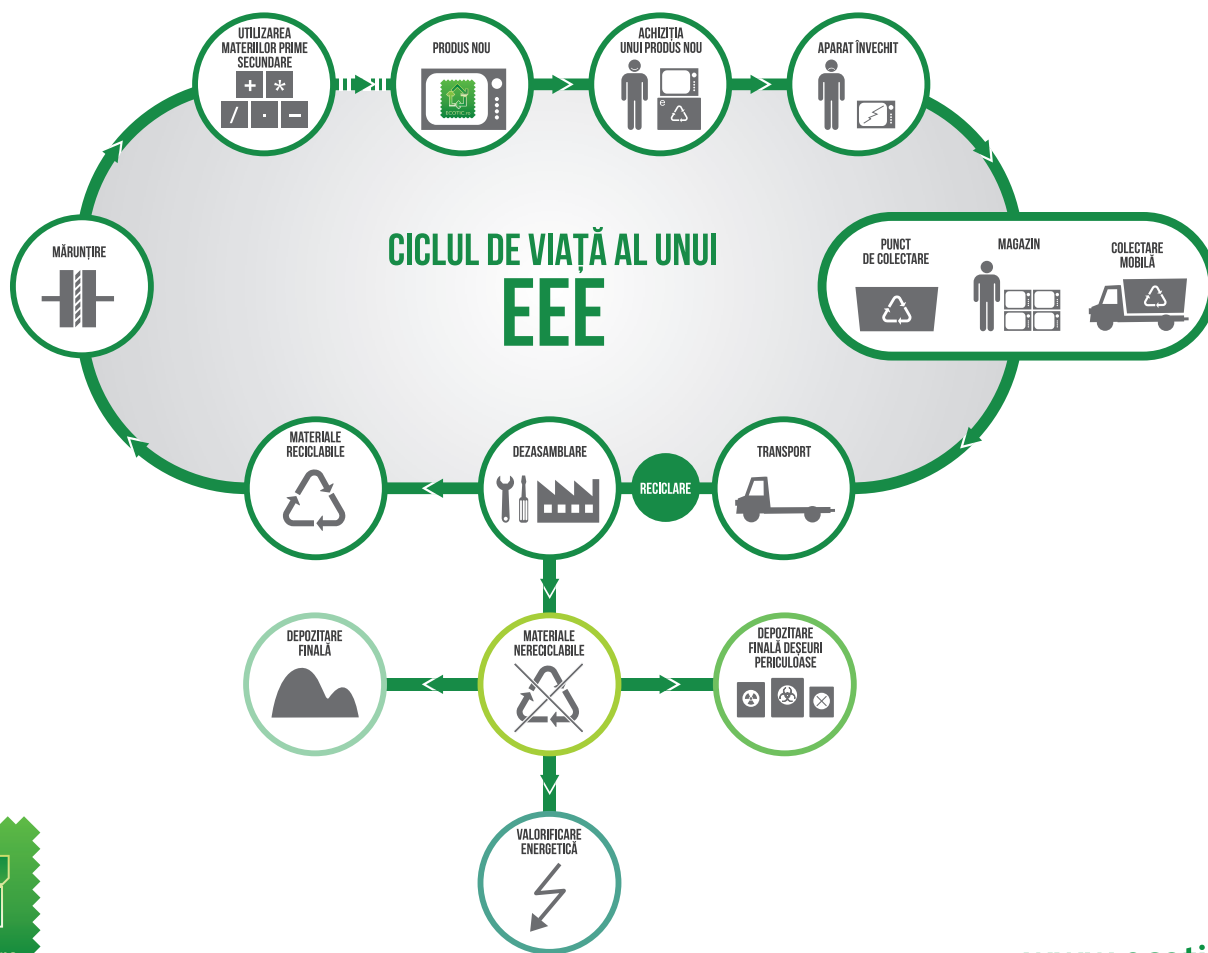 UTILIZAREA
MATERIILOR PRIME
SECUNDARE
PRODUS NOU
ACHIZIȚIA
UNUI PRODUS NOU
e
APARAT ÎNVECHIT
MĂRUNȚIRE
CICLUL DE VIAȚĂ AL UNUI
EEE
PUNCT
DE COLECTARE
MAGAZIN
COLECTARE
MOBILĂ
MATERIALE
RECICLABILE
DEZASAMBLARE
RECICLARE
TRANSPORT
DEPOZITARE
FINALĂ
MATERIALE
NERECICLABILE
DEPOZITARE
FINALĂ DEȘEURI
PERICULOASE
VALORIFICARE
ENERGETICĂ